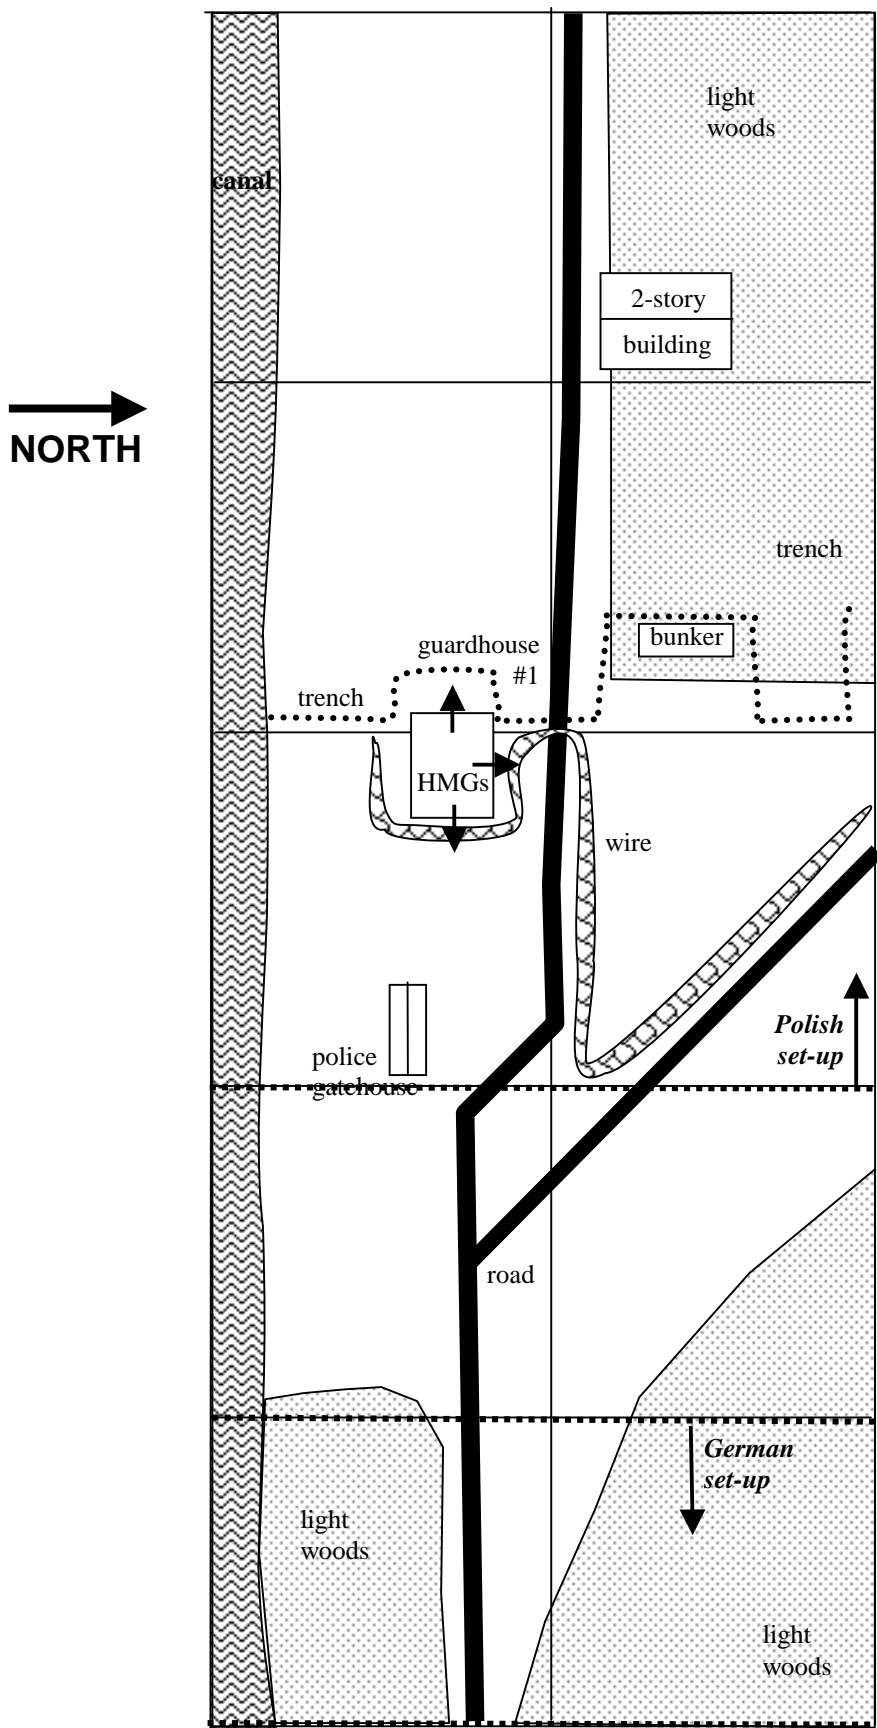 light
woods
canal
2-story
building
NORTH
trench
guardhouse
#1
bunker
trench
HMGs
wire
Polish
set-up
police
gatehouse
road
German
set-up
light
woods
light
woods